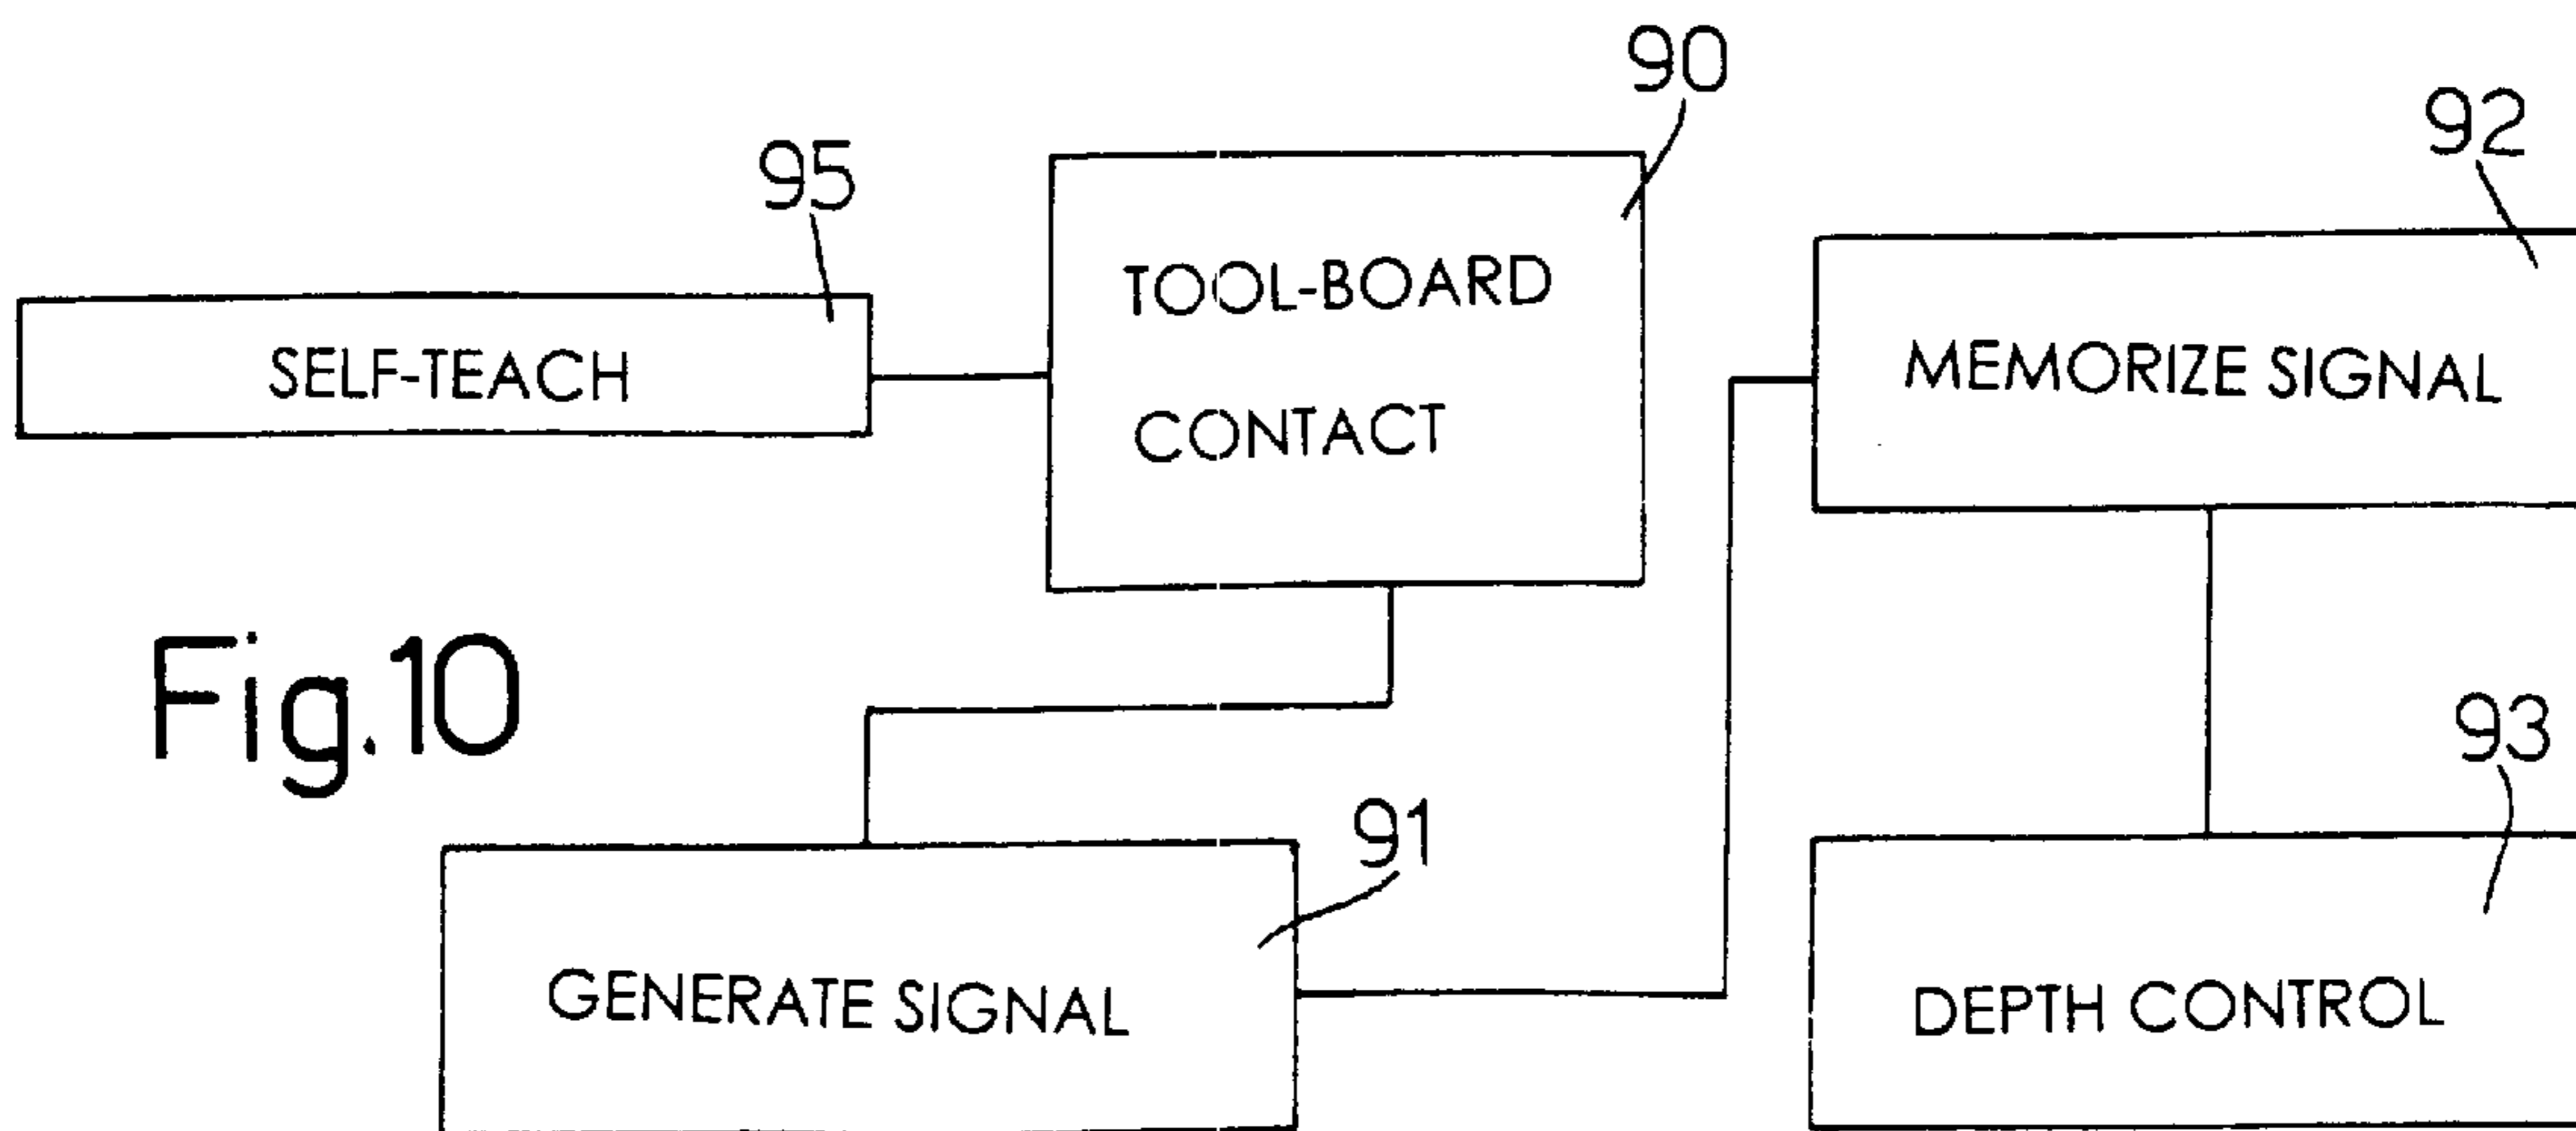 90
92
95
TOOL-BOARD
CONTACT
SELF-TEACH
MEMORIZE SIGNAL
Fig.10
93
91
GENERATE SIGNAL
DEPTH CONTROL